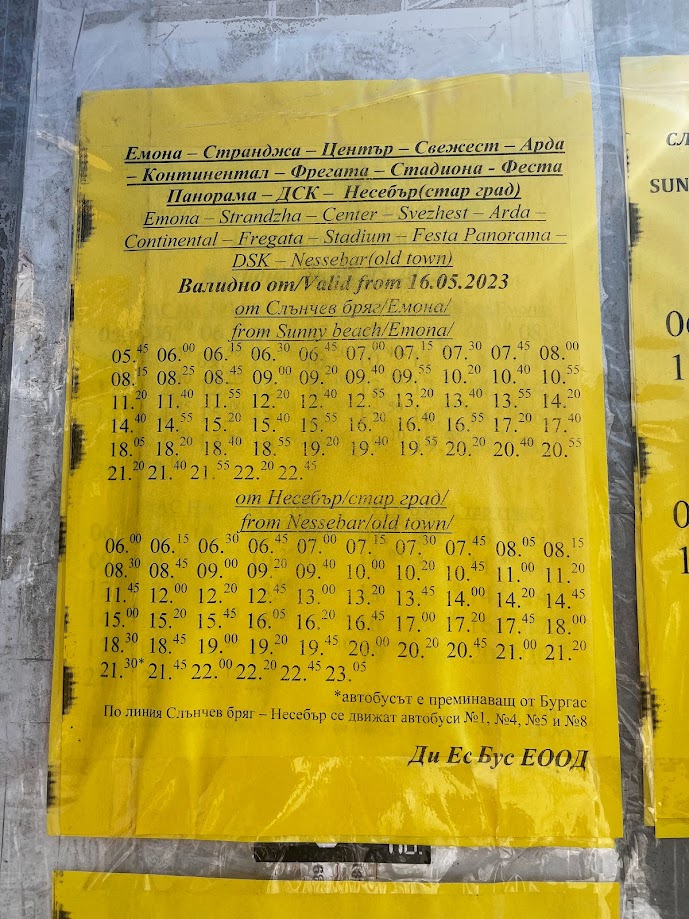 Емона – Странджа – Център – Свежест – Арда
– Континентал – Фрегата – Стадиона - Феста
Панорама – ДСК – Несебър(стар град)
Emona – Strandzha – Center – Svezhest – Arda –
Continental – Fregata – Stadium – Festa Panorama –
DSK – Nessebar(old town)
Валидно от/Valid from 16.05.2023
от Слънчев бряг/Емона/
from Sunny beach/Emona/
05.45 06.00 06.15 06.30 06.45 07.00 07.15 07.30 07.45 08.00
08.15 08.25 08.45 09.00 09.20 09.40 09.55 10.20 10.40 10.55
11.20 11.40 11.55 12.20 12.40 12.55 13.20 13.40 13.55 14.20
14.40 14.55 15.20 15.40 15.55 16.20 16.40 16.55 17.20 17.40
18.05 18.20 18.40 18.55 19.20 19.40 19.55 20.20 20.40 20.55
21.20 21.40 21.55 22.20 22.45
от Несебър/стар град/
from Nessebar/old town/
06.00 06.15 06.30 06.45 07.00 07.15 07.30 07.45 08.05 08.15
08.30 08.45 09.00 09.20 09.40 10.00 10.20 10.45 11.00 11.20
11.45 12.00 12.20 12.45 13.00 13.20 13.45 14.00 14.20 14.45
15.00 15.20 15.45 16.05 16.20 16.45 17.00 17.20 17.45 18.00
18.30 18.45 19.00 19.20 19.45 20.00 20.20 20.45 21.00 21.20
21.30* 21.45 22.00 22.20 22.45 23.05
*автобусът е преминаващ от Бургас
По линия Слънчев бряг – Несебър се движат автобуси №1, №4, №5 и №8
Ди Ес Бус ЕООД
SUN